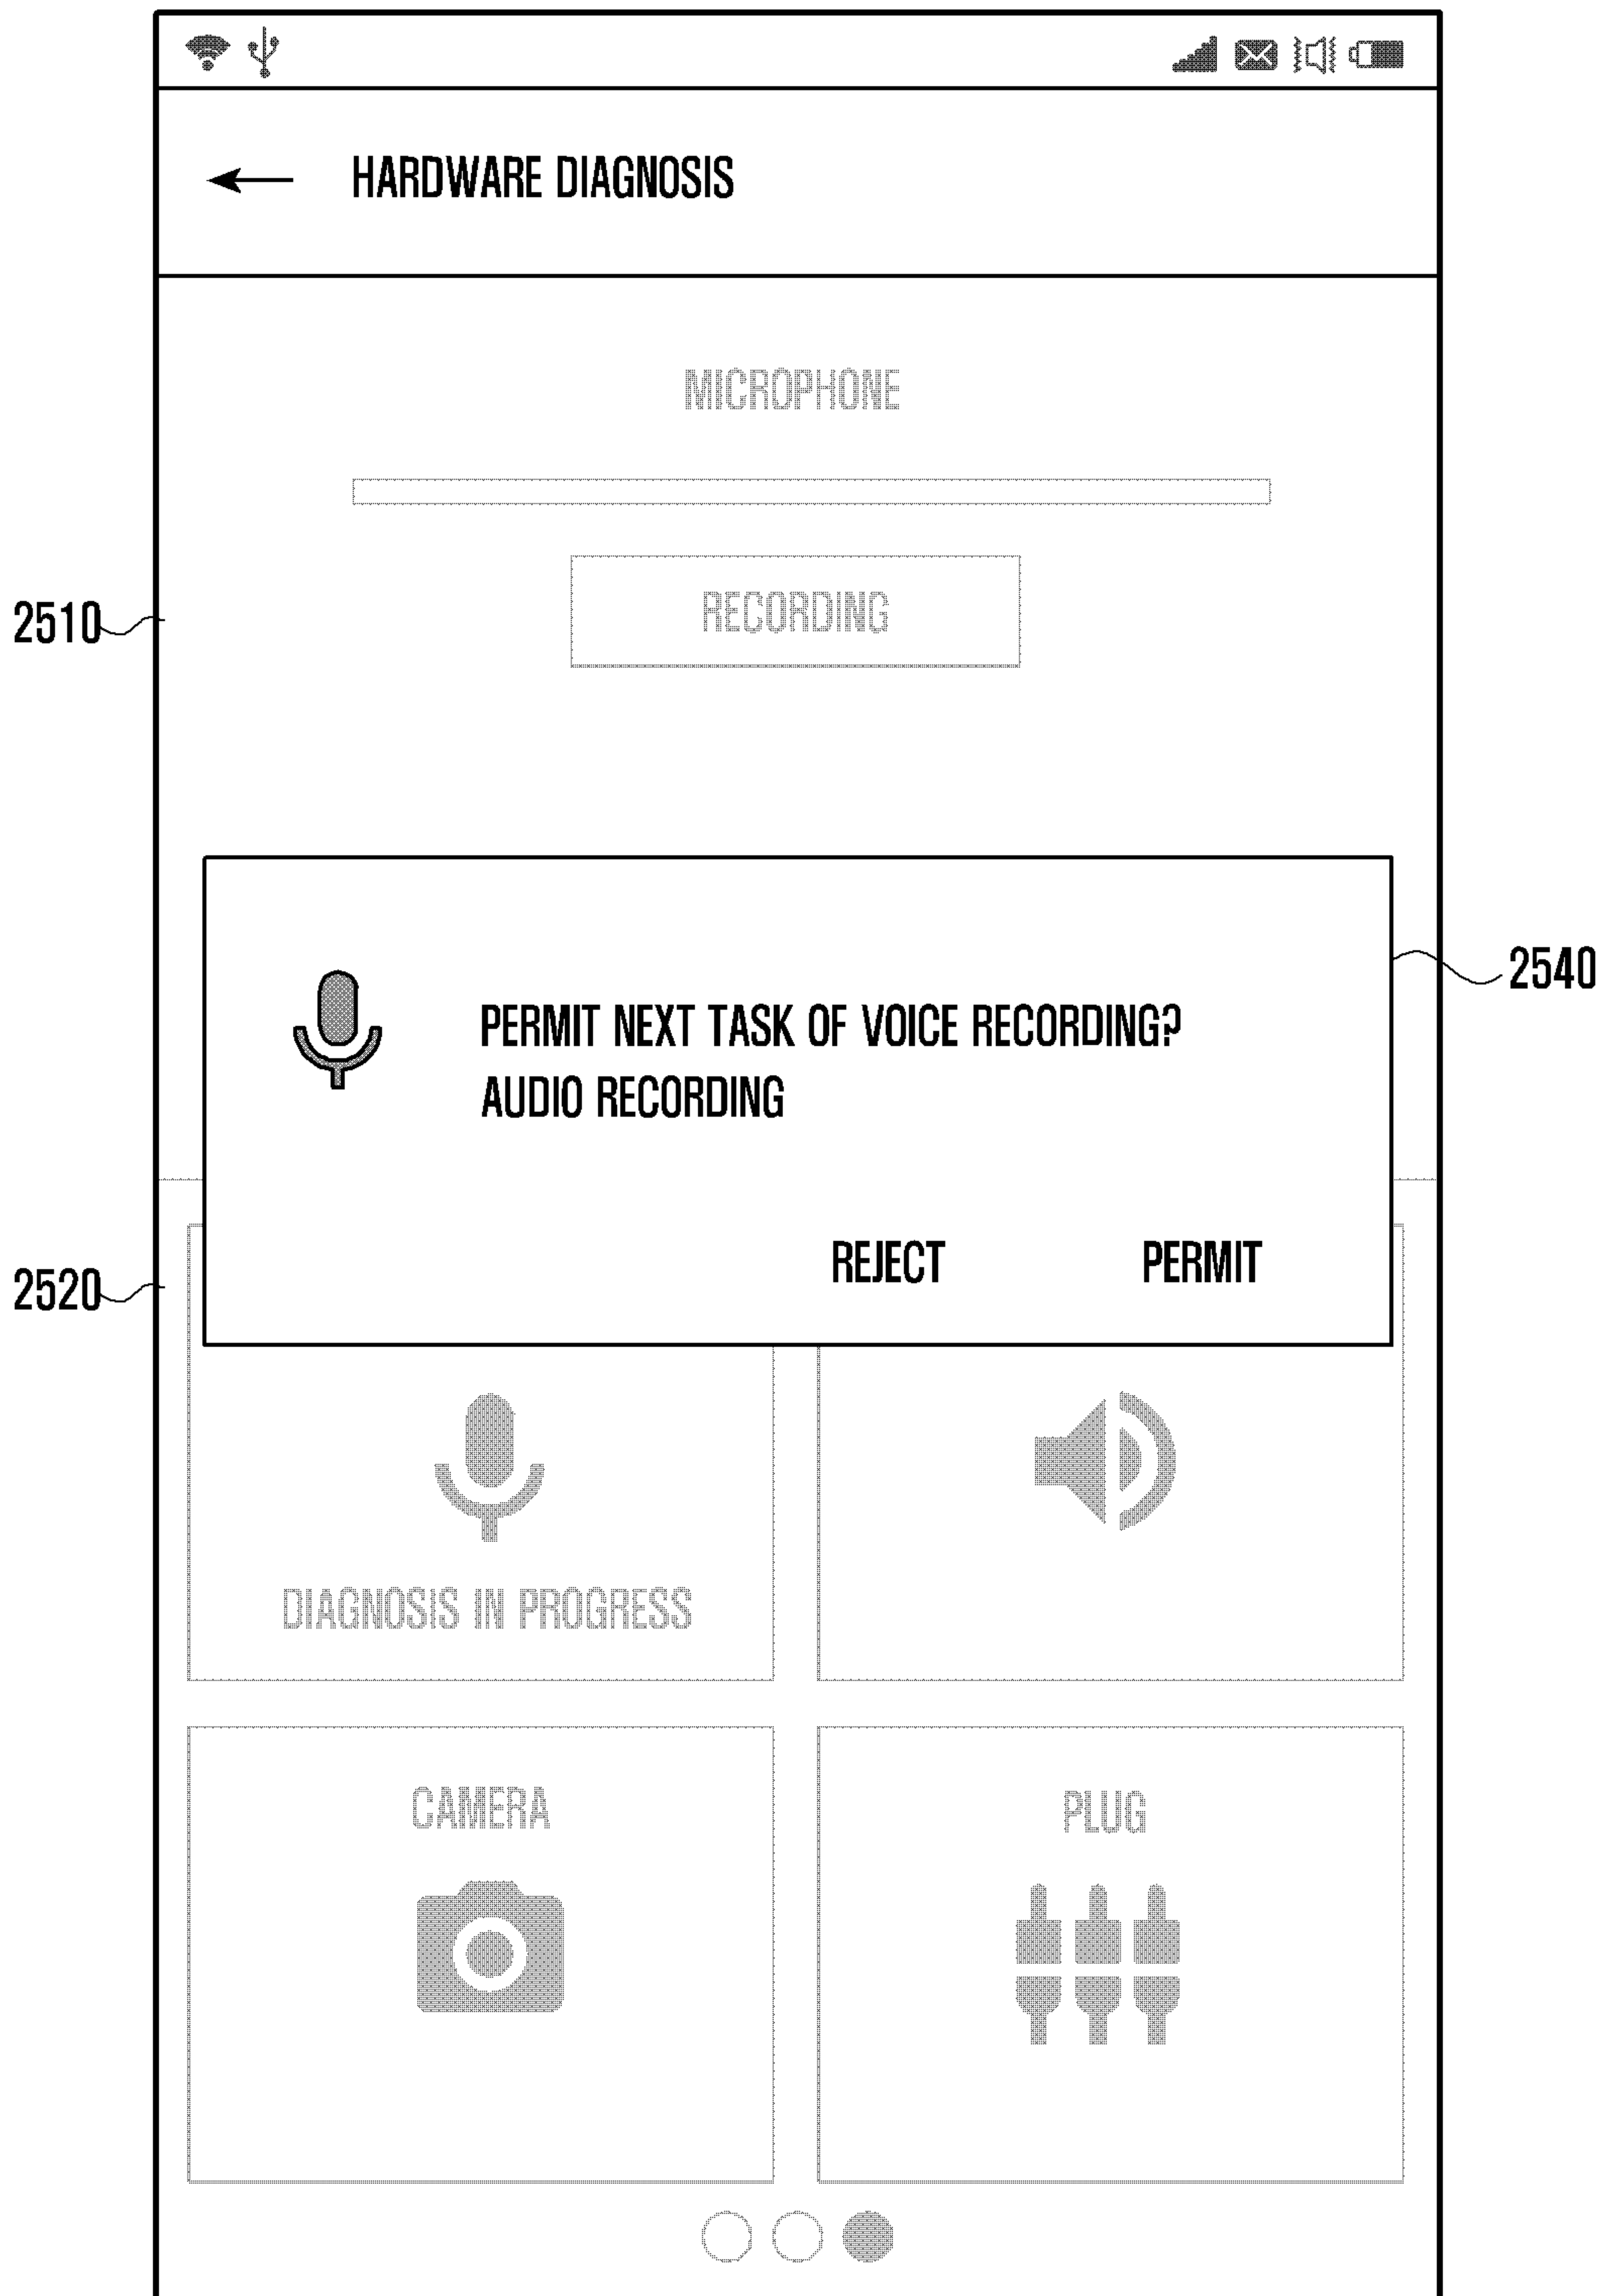 HARDWARE DIAGNOSIS
MICROPHONE
RECORDING
2510
2540
PERMIT NEXT TASK OF VOICE RECORDING?
AUDIO RECORDING
REJECT PERMIT
2520
DIAGNOSIS IN PROGRESS
CAMERA PLUG